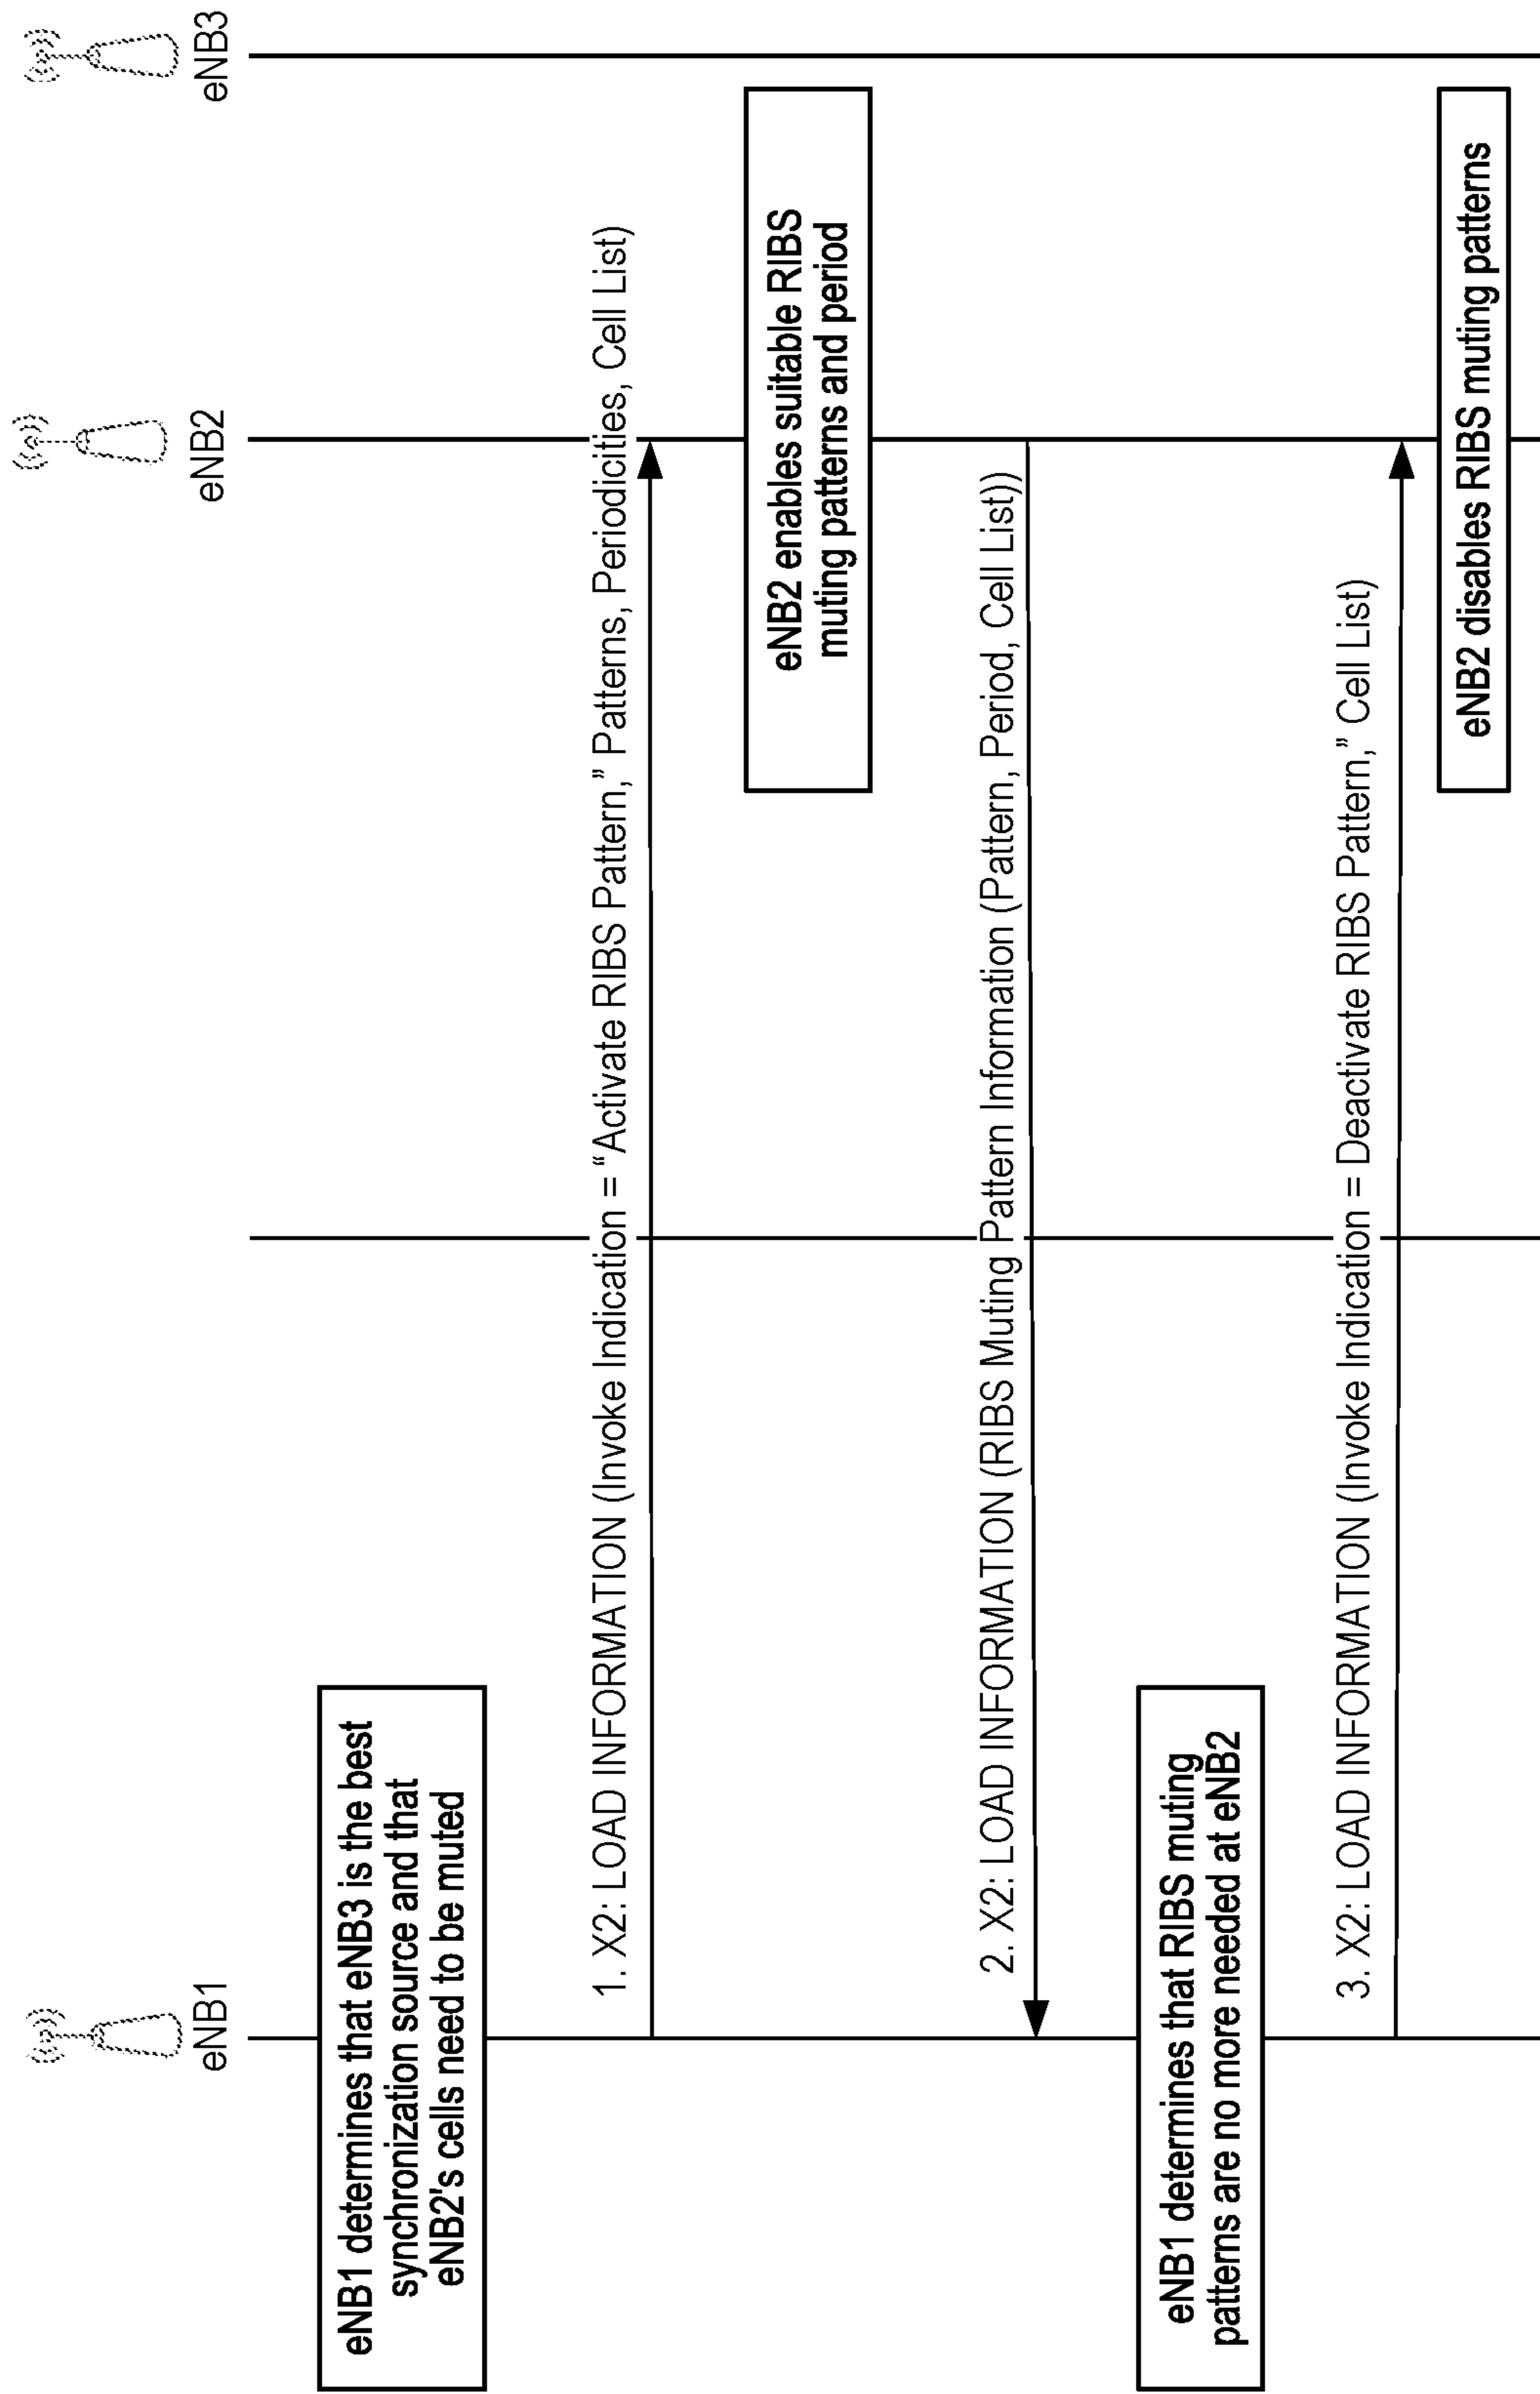 eNB1
eNB2
eNB3
eNB1 determines that eNB3 is the best
synchronization source and that
eNB2's cells need to be muted
1. X2: LOAD INFORMATION (Invoke Indication = “Activate RIBS Pattern,” Patterns, Periodicities, Cell List)
eNB2 enables suitable RIBS
muting patterns and period
2. X2: LOAD INFORMATION (RIBS Muting Pattern Information (Pattern, Period, Cell List))
eNB1 determines that RIBS muting
patterns are no more needed at eNB2
3. X2: LOAD INFORMATION (Invoke Indication = Deactivate RIBS Pattern,” Cell List)
eNB2 disables RIBS muting patterns